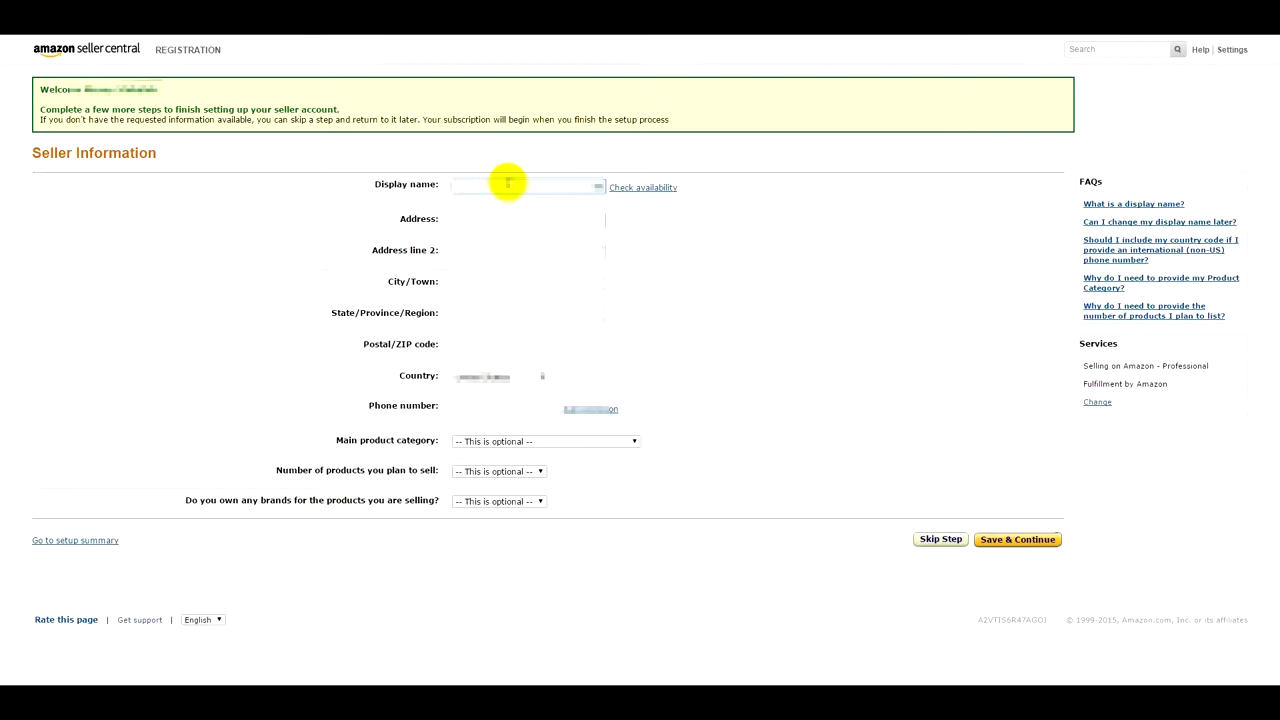 amazon seller central REGISTRATION Search Help | Settings
Complete a few more steps to finish setting up your seller account.
If you don't have the requested information available, you can skip a step and return to it later. Your subscription will begin when you finish the setup process
Seller Information
Display name: Check availability
Address:
Address line 2:
City/Town:
State/Province/Region:
Postal/ZIP code:
Country:
Phone number:
Main product category: -- This is optional --
Number of products you plan to sell: -- This is optional --
Do you own any brands for the products you are selling? -- This is optional --
FAQs
What is a display name?
Can I change my display name later?
Should I include my country code if I
provide an international (non-US)
phone number?
Why do I need to provide my Product
Category?
Why do I need to provide the
number of products I plan to list?
Services
Selling on Amazon - Professional
Fulfillment by Amazon
Change
Go to setup summary Skip Step Save & Continue
Rate this page | Get support | English A2VTIS6R47AGOJ © 1999-2015, Amazon.com, Inc. or its affiliates